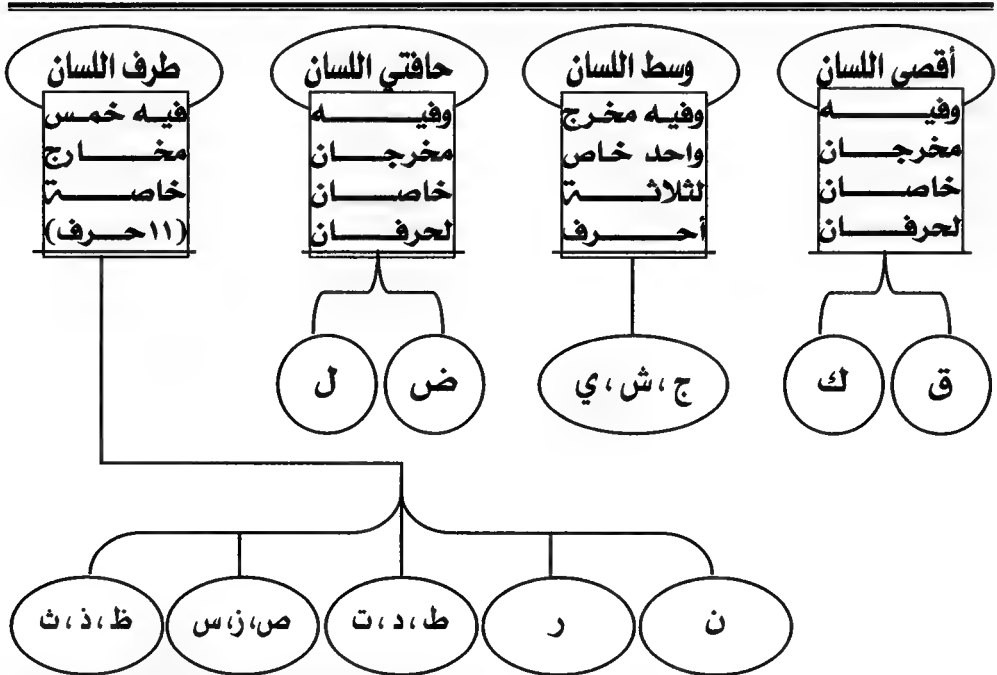 أقصى اللسان
وفيه
مخرجان
خاصان
لحرفان
ق
ك
وسط اللسان
وفيه مخرج
واحد خاص
لثلاثة
أحرف
ج ، ش ، ي
حافتي اللسان
وفيه
مخرجان
خاصان
لحرفان
ض
ل
طرف اللسان
فيه خمس
مخارج
خاصة
(١١حرف)
ن
ر
ط ، د ، ت
ص، ز، س
ظ ، ذ ، ث